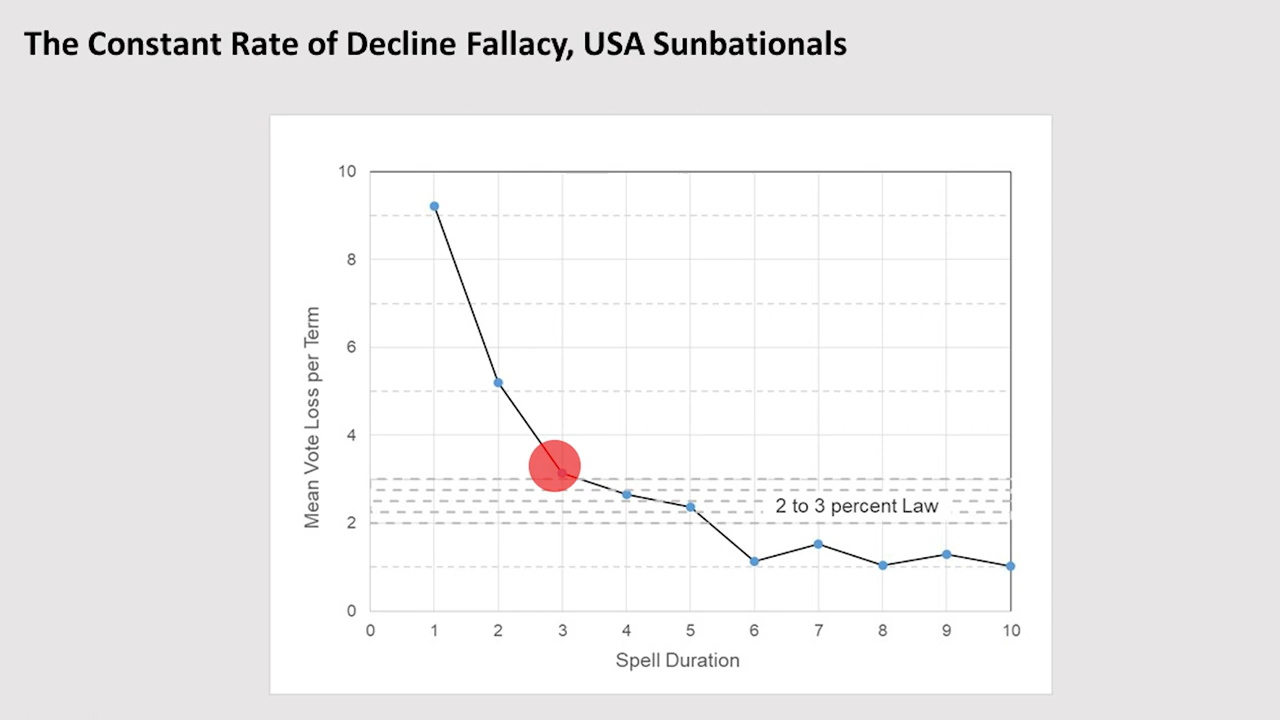 The Constant Rate of Decline Fallacy, USA Sunbationals
10
8
6
4
2
0
Mean Vote Loss per Term
2 to 3 percent Law
0 1 2 3 4 5 6 7 8 9 10
Spell Duration